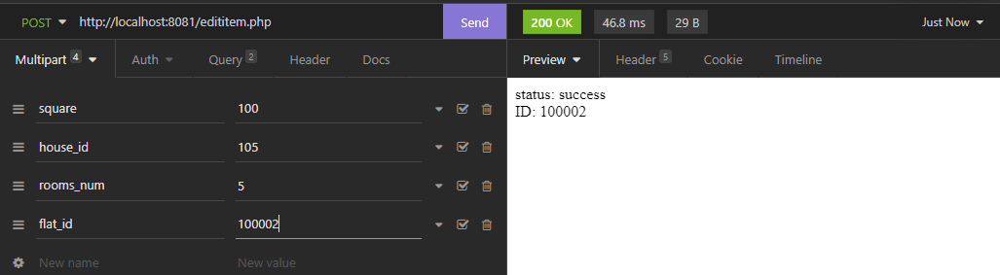 POST http://localhost:8081/edititem.php Send 200 OK 46.8 ms 29 B Just Now
Multipart 4 Auth Query 2 Header Docs Preview Header 5 Cookie Timeline
square 100
house_id 105
rooms_num 5
flat_id 100002
New name New value
status: success
ID: 100002